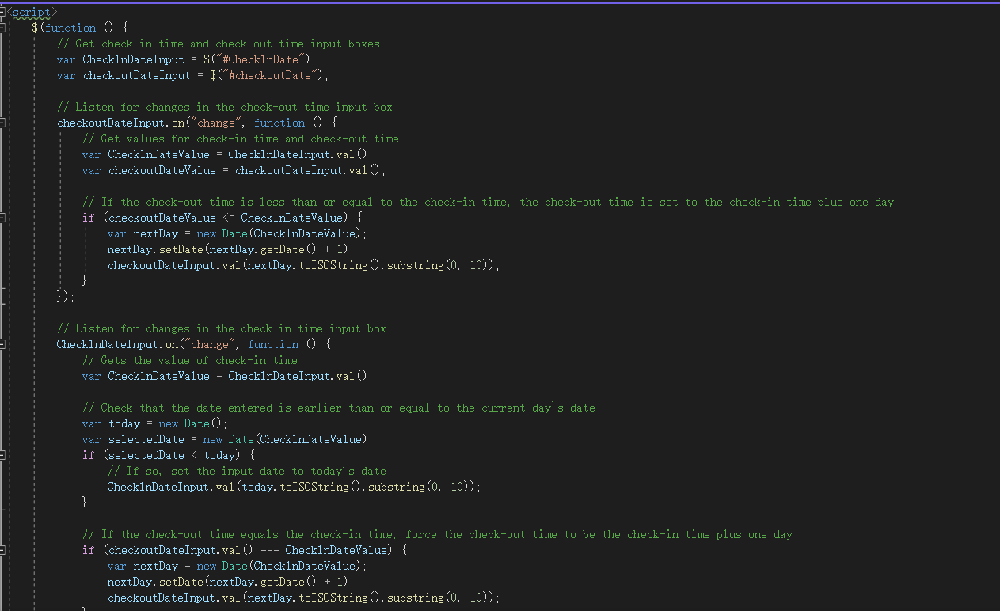 <script>
$(function () {
// Get check in time and check out time input boxes
var CheckInDateInput = $("#CheckInDate");
var checkoutDateInput = $("#checkoutDate");
// Listen for changes in the check-out time input box
checkoutDateInput.on("change", function () {
// Get values for check-in time and check-out time
var CheckInDateValue = CheckInDateInput.val();
var checkoutDateValue = checkoutDateInput.val();
// If the check-out time is less than or equal to the check-in time, the check-out time is set to the check-in time plus one day
if (checkoutDateValue <= CheckInDateValue) {
var nextDay = new Date(CheckInDateValue);
nextDay.setDate(nextDay.getDate() + 1);
checkoutDateInput.val(nextDay.toISOString().substring(0, 10));
}
});
// Listen for changes in the check-in time input box
CheckInDateInput.on("change", function () {
// Gets the value of check-in time
var CheckInDateValue = CheckInDateInput.val();
// Check that the date entered is earlier than or equal to the current day's date
var today = new Date();
var selectedDate = new Date(CheckInDateValue);
if (selectedDate < today) {
// If so, set the input date to today's date
CheckInDateInput.val(today.toISOString().substring(0, 10));
}
// If the check-out time equals the check-in time, force the check-out time to be the check-in time plus one day
if (checkoutDateInput.val() === CheckInDateValue) {
var nextDay = new Date(CheckInDateValue);
nextDay.setDate(nextDay.getDate() + 1);
checkoutDateInput.val(nextDay.toISOString().substring(0, 10));